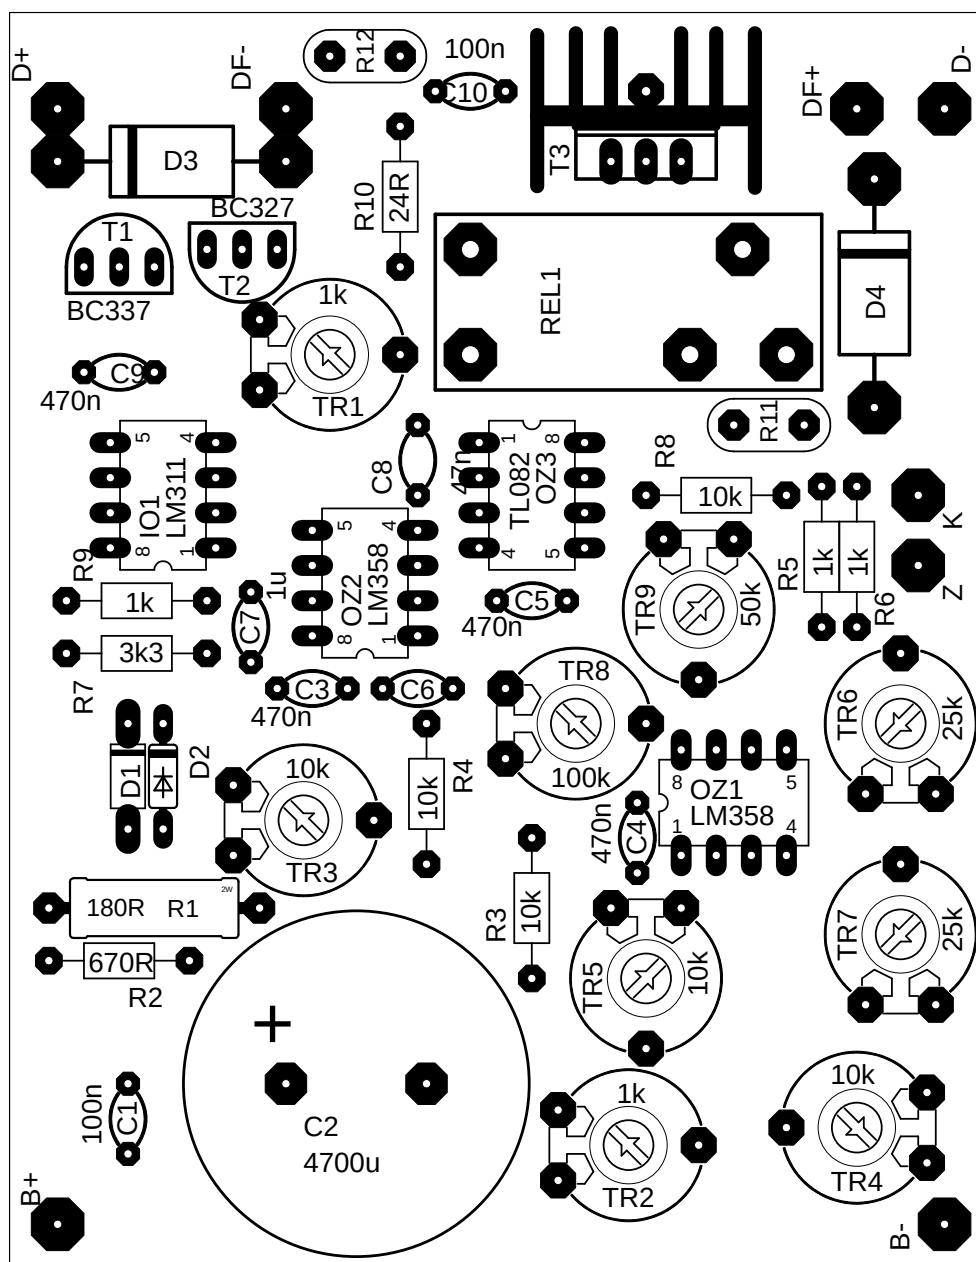 D+
DF-
R12
100n
C10
DF+
D-
D3
T3
R10
24R
BC327
T1
T2
BC337
1k
TR1
REL1
D4
C9
470n
R11
5
4
IO1
LM311
8
1
C8
47n
1
8
TL082
OZ3
4
5
R8
10k
K
Z
R5
1k
1k
R6
R9
1k
3k3
R7
1u
C7
5
4
OZ2
LM358
8
1
C5
470n
TR9
50k
C3
470n
C6
TR8
100k
TR6
25k
D1
D2
10k
TR3
10k
R4
470n
C4
8
5
OZ1
LM358
1
4
180R
R1
2W
670R
R2
R3
10k
TR5
10k
TR7
25k
100n
C1
C2
4700u
1k
TR2
10k
TR4
B+
B-